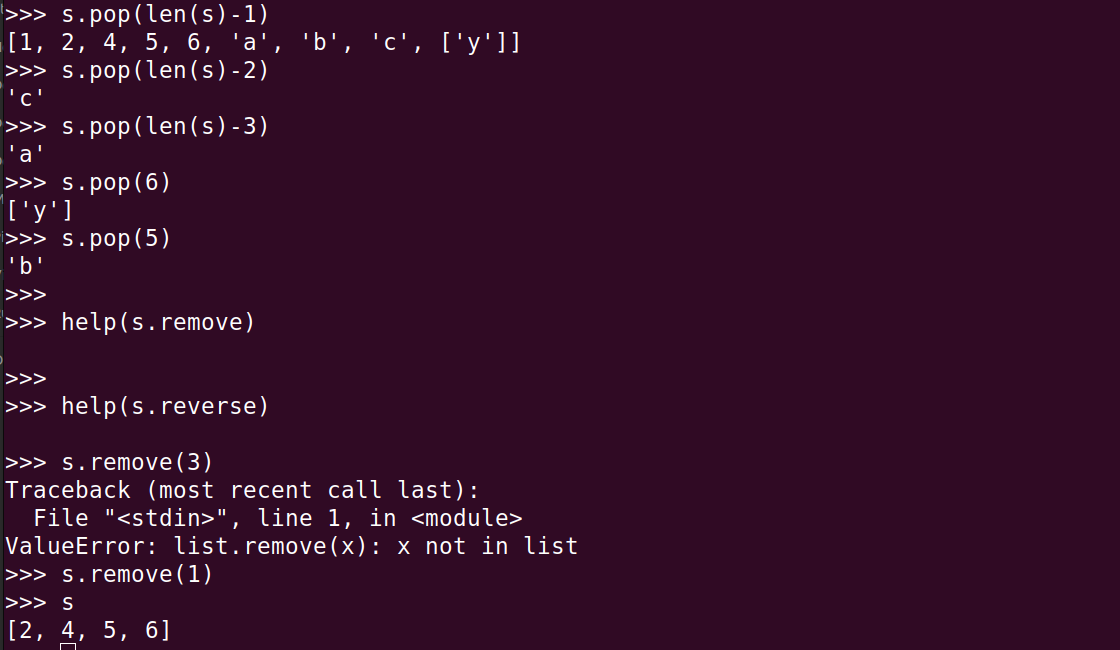 >>> s.pop(len(s)-1)
[1, 2, 4, 5, 6, 'a', 'b', 'c', ['y']]
>>> s.pop(len(s)-2)
'c'
>>> s.pop(len(s)-3)
'a'
>>> s.pop(6)
['y']
>>> s.pop(5)
'b'
>>>
>>> help(s.remove)
>>>
>>> help(s.reverse)
>>> s.remove(3)
Traceback (most recent call last):
  File "<stdin>", line 1, in <module>
ValueError: list.remove(x): x not in list
>>> s.remove(1)
>>> s
[2, 4, 5, 6]